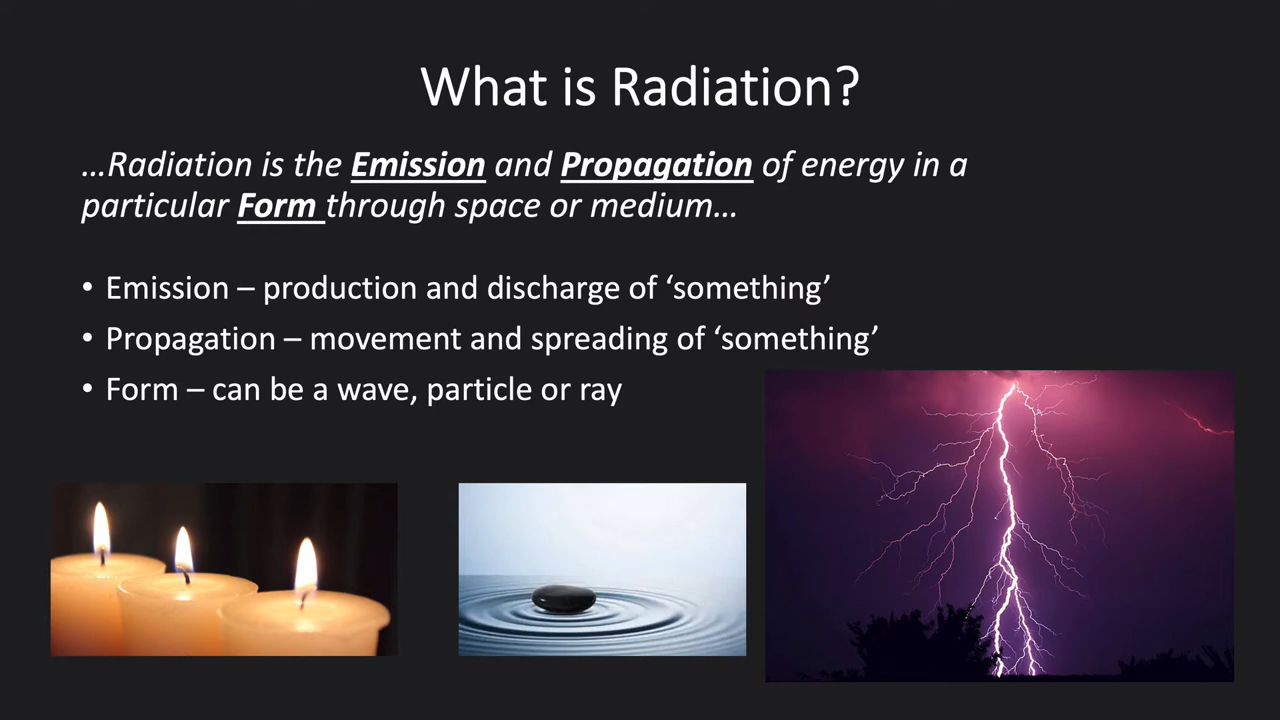 What is Radiation?
…Radiation is the Emission and Propagation of energy in a
particular Form through space or medium…
• Emission – production and discharge of ‘something’
• Propagation – movement and spreading of ‘something’
• Form – can be a wave, particle or ray